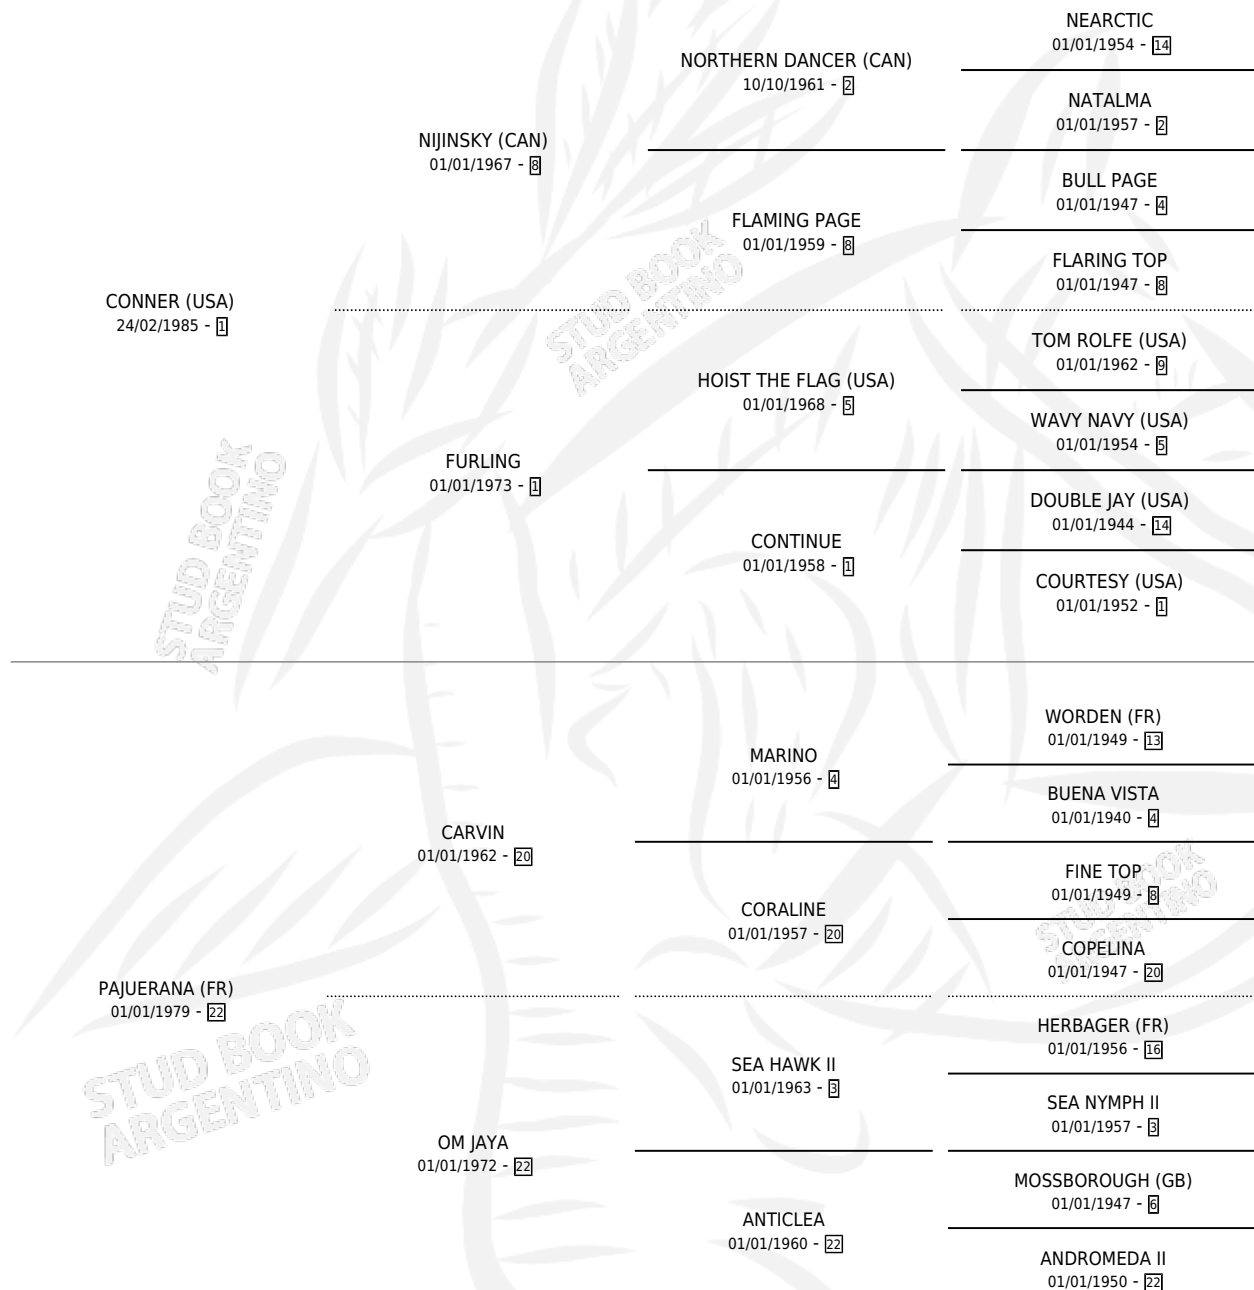 NEARCTIC
01/01/1954 - 14
NORTHERN DANCER (CAN)
10/10/1961 - 2
NATALMA
01/01/1957 - 2
NIJINSKY (CAN)
01/01/1967 - 8
BULL PAGE
01/01/1947 - 4
FLAMING PAGE
01/01/1959 - 8
FLARING TOP
01/01/1947 - 8
CONNER (USA)
24/02/1985 - 1
STUD BOOK
ARGENTINO
TOM ROLFE (USA)
01/01/1962 - 9
HOIST THE FLAG (USA)
01/01/1968 - 5
WAVY NAVY (USA)
01/01/1954 - 5
FURLING
01/01/1973 - 1
DOUBLE JAY (USA)
01/01/1944 - 14
CONTINUE
01/01/1958 - 1
COURTESY (USA)
01/01/1952 - 1
STUD BOOK
ARGENTINO
WORDEN (FR)
01/01/1949 - 13
MARINO
01/01/1956 - 4
BUENA VISTA
01/01/1940 - 4
CARVIN
01/01/1962 - 20
FINE TOP
01/01/1949 - 8
CORALINE
01/01/1957 - 20
COPELINA
01/01/1947 - 20
STUD BOOK
ARGENTINO
PAJUERANA (FR)
01/01/1979 - 22
HERBAGER (FR)
01/01/1956 - 16
SEA HAWK II
01/01/1963 - 3
SEA NYMPH II
01/01/1957 - 3
STUD BOOK
ARGENTINO
OM JAYA
01/01/1972 - 22
MOSSBOROUGH (GB)
01/01/1947 - 6
ANTICLEA
01/01/1960 - 22
ANDROMEDA II
01/01/1950 - 22